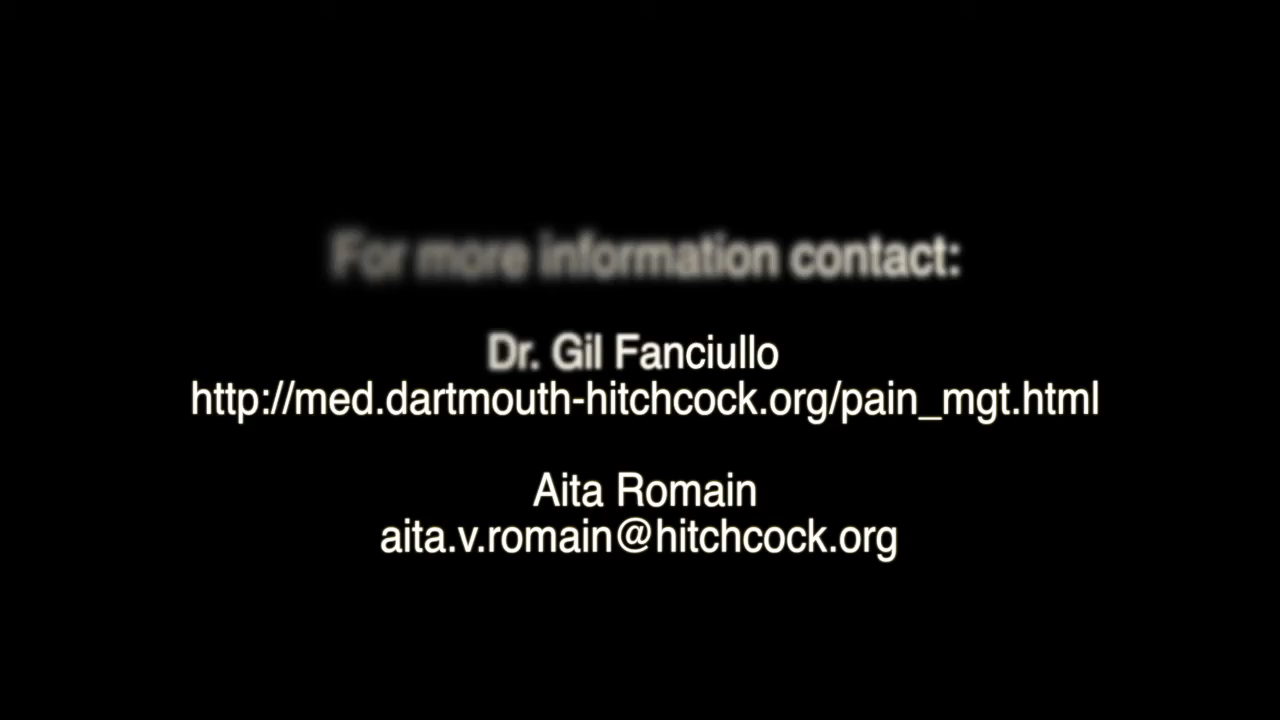 For more information contact:
Dr. Gil Fanciullo
http://med.dartmouth-hitchcock.org/pain_mgt.html
Aita Romain
aita.v.romain@hitchcock.org